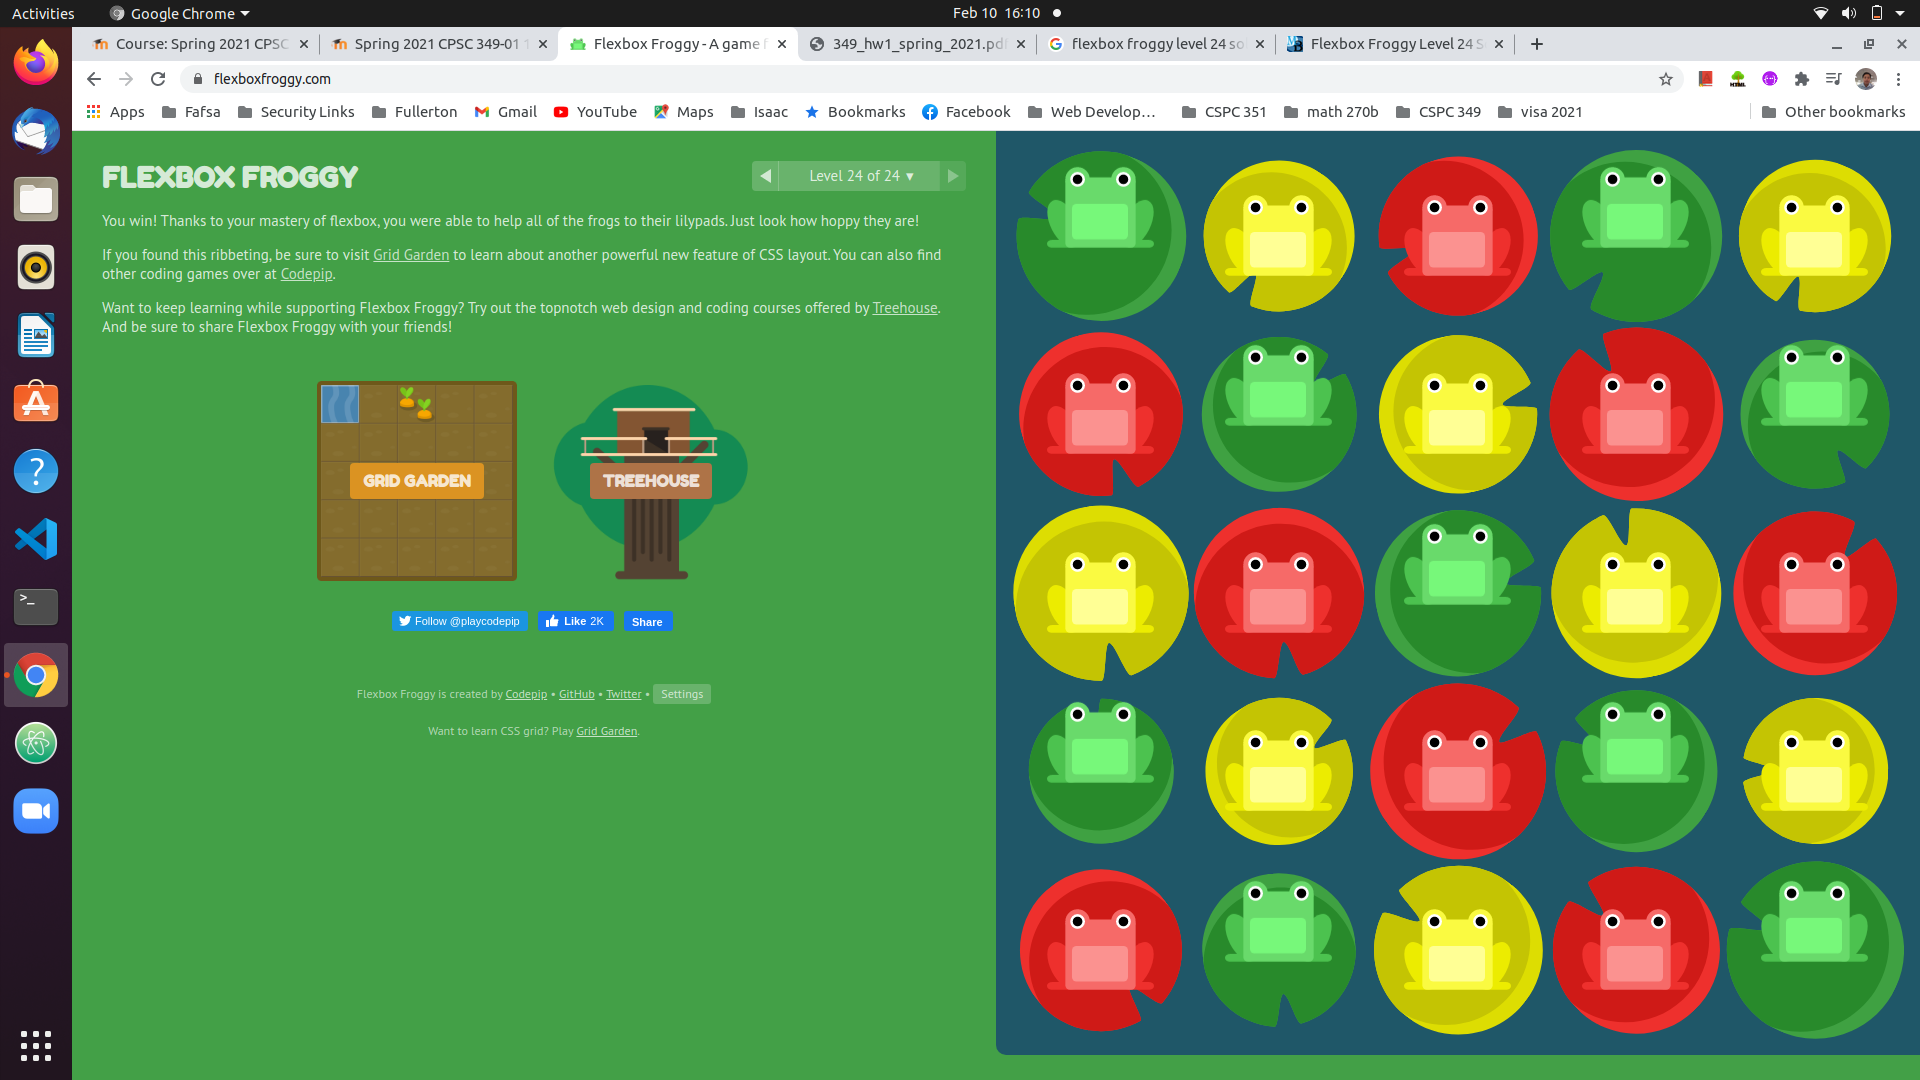 Activities
Google Chrome
Feb 10 16:10
Course: Spring 2021 CPSC
Spring 2021 CPSC 349-01 1
Flexbox Froggy - A game f
349_hw1_spring_2021.pdf
flexbox froggy level 24 so
Flexbox Froggy Level 24 S
flexboxfroggy.com
Apps
Fafsa
Security Links
Fullerton
Gmail
YouTube
Maps
Isaac
Bookmarks
Facebook
Web Develop...
CSPC 351
math 270b
CSPC 349
visa 2021
Other bookmarks
FLEXBOX FROGGY
Level 24 of 24 ▾
You win! Thanks to your mastery of flexbox, you were able to help all of the frogs to their lilypads. Just look how hoppy they are!
If you found this ribbeting, be sure to visit Grid Garden to learn about another powerful new feature of CSS layout. You can also find
other coding games over at Codepip.
Want to keep learning while supporting Flexbox Froggy? Try out the topnotch web design and coding courses offered by Treehouse.
And be sure to share Flexbox Froggy with your friends!
GRID GARDEN
TREEHOUSE
Follow @playcodepip
Like 2K
Share
Flexbox Froggy is created by Codepip • GitHub • Twitter • Settings
Want to learn CSS grid? Play Grid Garden.